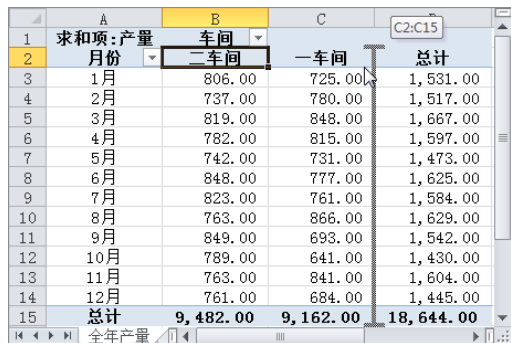 A B C D
C2:C15
1 求和项:产量 车间
2 月份 二车间 一车间 总计
3 1月 806.00 725.00 1,531.00
4 2月 737.00 780.00 1,517.00
5 3月 819.00 848.00 1,667.00
6 4月 782.00 815.00 1,597.00
7 5月 742.00 731.00 1,473.00
8 6月 848.00 777.00 1,625.00
9 7月 823.00 761.00 1,584.00
10 8月 763.00 866.00 1,629.00
11 9月 849.00 693.00 1,542.00
12 10月 789.00 641.00 1,430.00
13 11月 763.00 841.00 1,604.00
14 12月 761.00 684.00 1,445.00
15 总计 9,482.00 9,162.00 18,644.00
全年产量